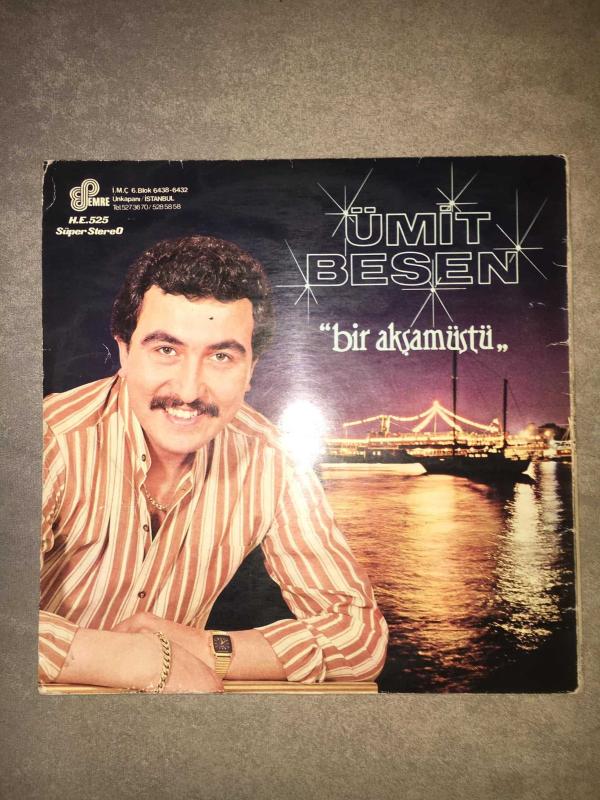 EMRE
İ.M.Ç 6.Blok 6438-6432
Unkapanı / İSTANBUL
Tel.527 36 70 / 528 58 58
H.E.525
Süper StereO
ÜMİT
BESEN
“bir akşamüstü„